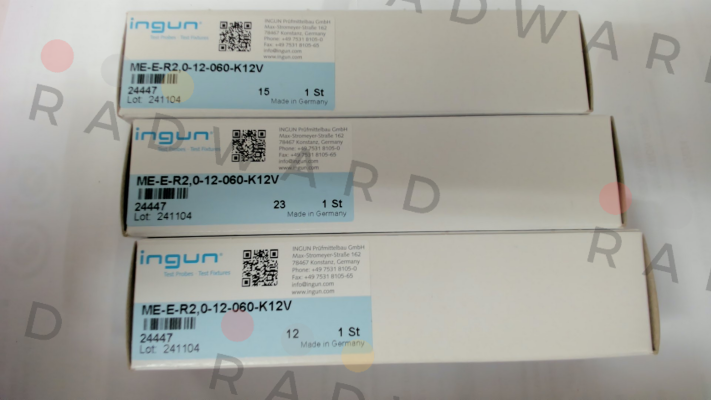 ingun
Test Probes Test Fixtures
INGUN Prüfmittelbau GmbH
Max-Stromeyer-Straße 162
78467 Konstanz, Germany
Phone: +49 7531 8105-0
Fax: +49 7531 8105-65
info@ingun.com
www.ingun.com
ME-E-R2,0-12-060-K12V
24447
15 1 St
Lot: 241104
Made in Germany
ingun
Test Probes Test Fixtures
INGUN Prüfmittelbau GmbH
Max-Stromeyer-Straße 162
78467 Konstanz, Germany
Phone: +49 7531 8105-0
Fax: +49 7531 8105-65
info@ingun.com
www.ingun.com
ME-E-R2,0-12-060-K12V
24447
23 1 St
Lot: 241104
Made in Germany
ingun
Test Probes Test Fixtures
INGUN Prüfmittelbau GmbH
Max-Stromeyer-Straße 162
78467 Konstanz, Germany
Phone: +49 7531 8105-0
Fax: +49 7531 8105-65
info@ingun.com
www.ingun.com
ME-E-R2,0-12-060-K12V
24447
12 1 St
Lot: 241104
Made in Germany
RADWARD
RADWARD